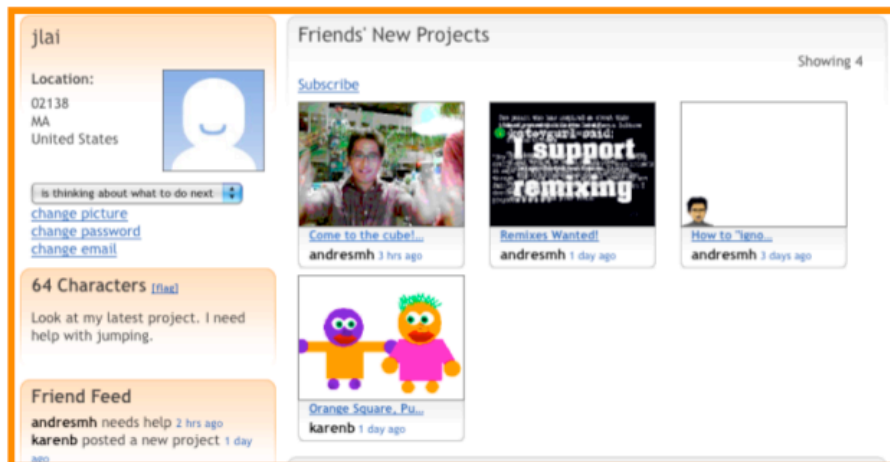 jlai
Location:
02138
MA
United States
is thinking about what to do next
change picture
change password
change email
64 Characters [flag]
Look at my latest project. I need
help with jumping.
Friend Feed
andresmh needs help 2 hrs ago
karenb posted a new project 1 day
ago
Friends' New Projects
Showing 4
Subscribe
kateygurl said:
I support
remixing
Come to the cube!...
andresmh 3 hrs ago
Remixes Wanted!
andresmh 1 day ago
How to "igno...
andresmh 3 days ago
Orange Square, Pu...
karenb 1 day ago